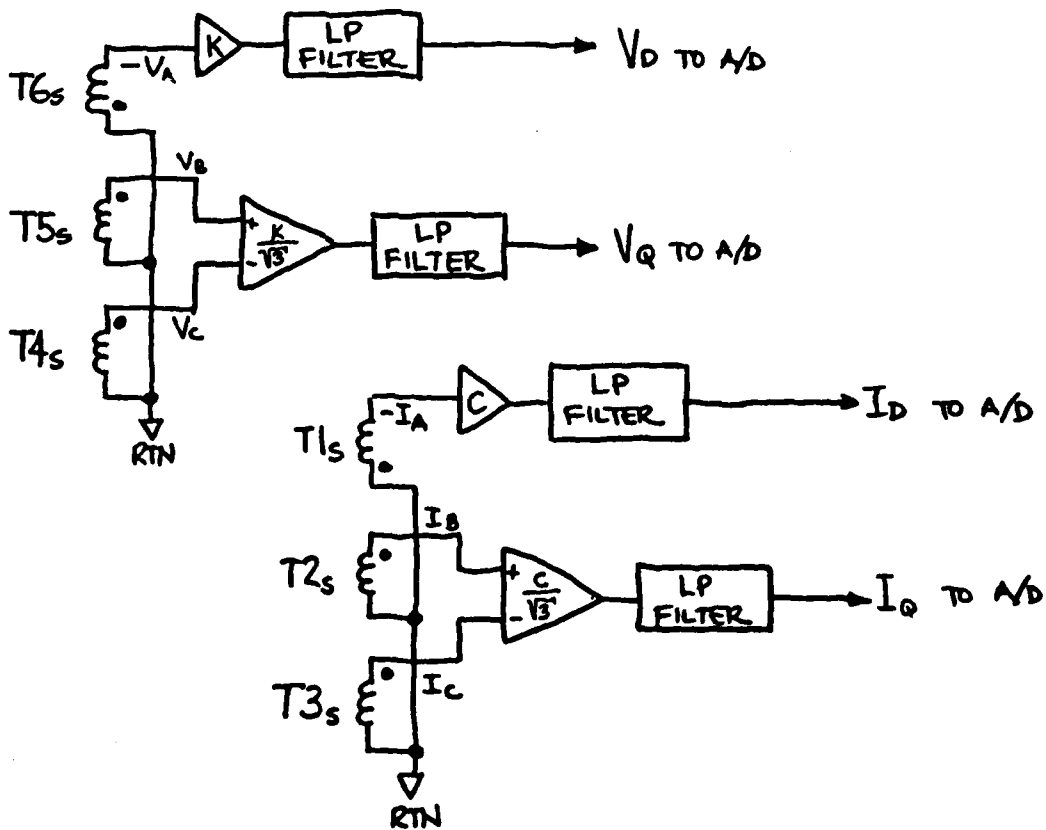 T6s
-VA
K
LP
FILTER
VD TO A/D
T5s
VB
+
K/√3
-
LP
FILTER
VQ TO A/D
T4s
VC
RTN
T1s
-IA
C
LP
FILTER
ID TO A/D
T2s
IB
+
C/√3
-
LP
FILTER
IQ TO A/D
T3s
IC
RTN